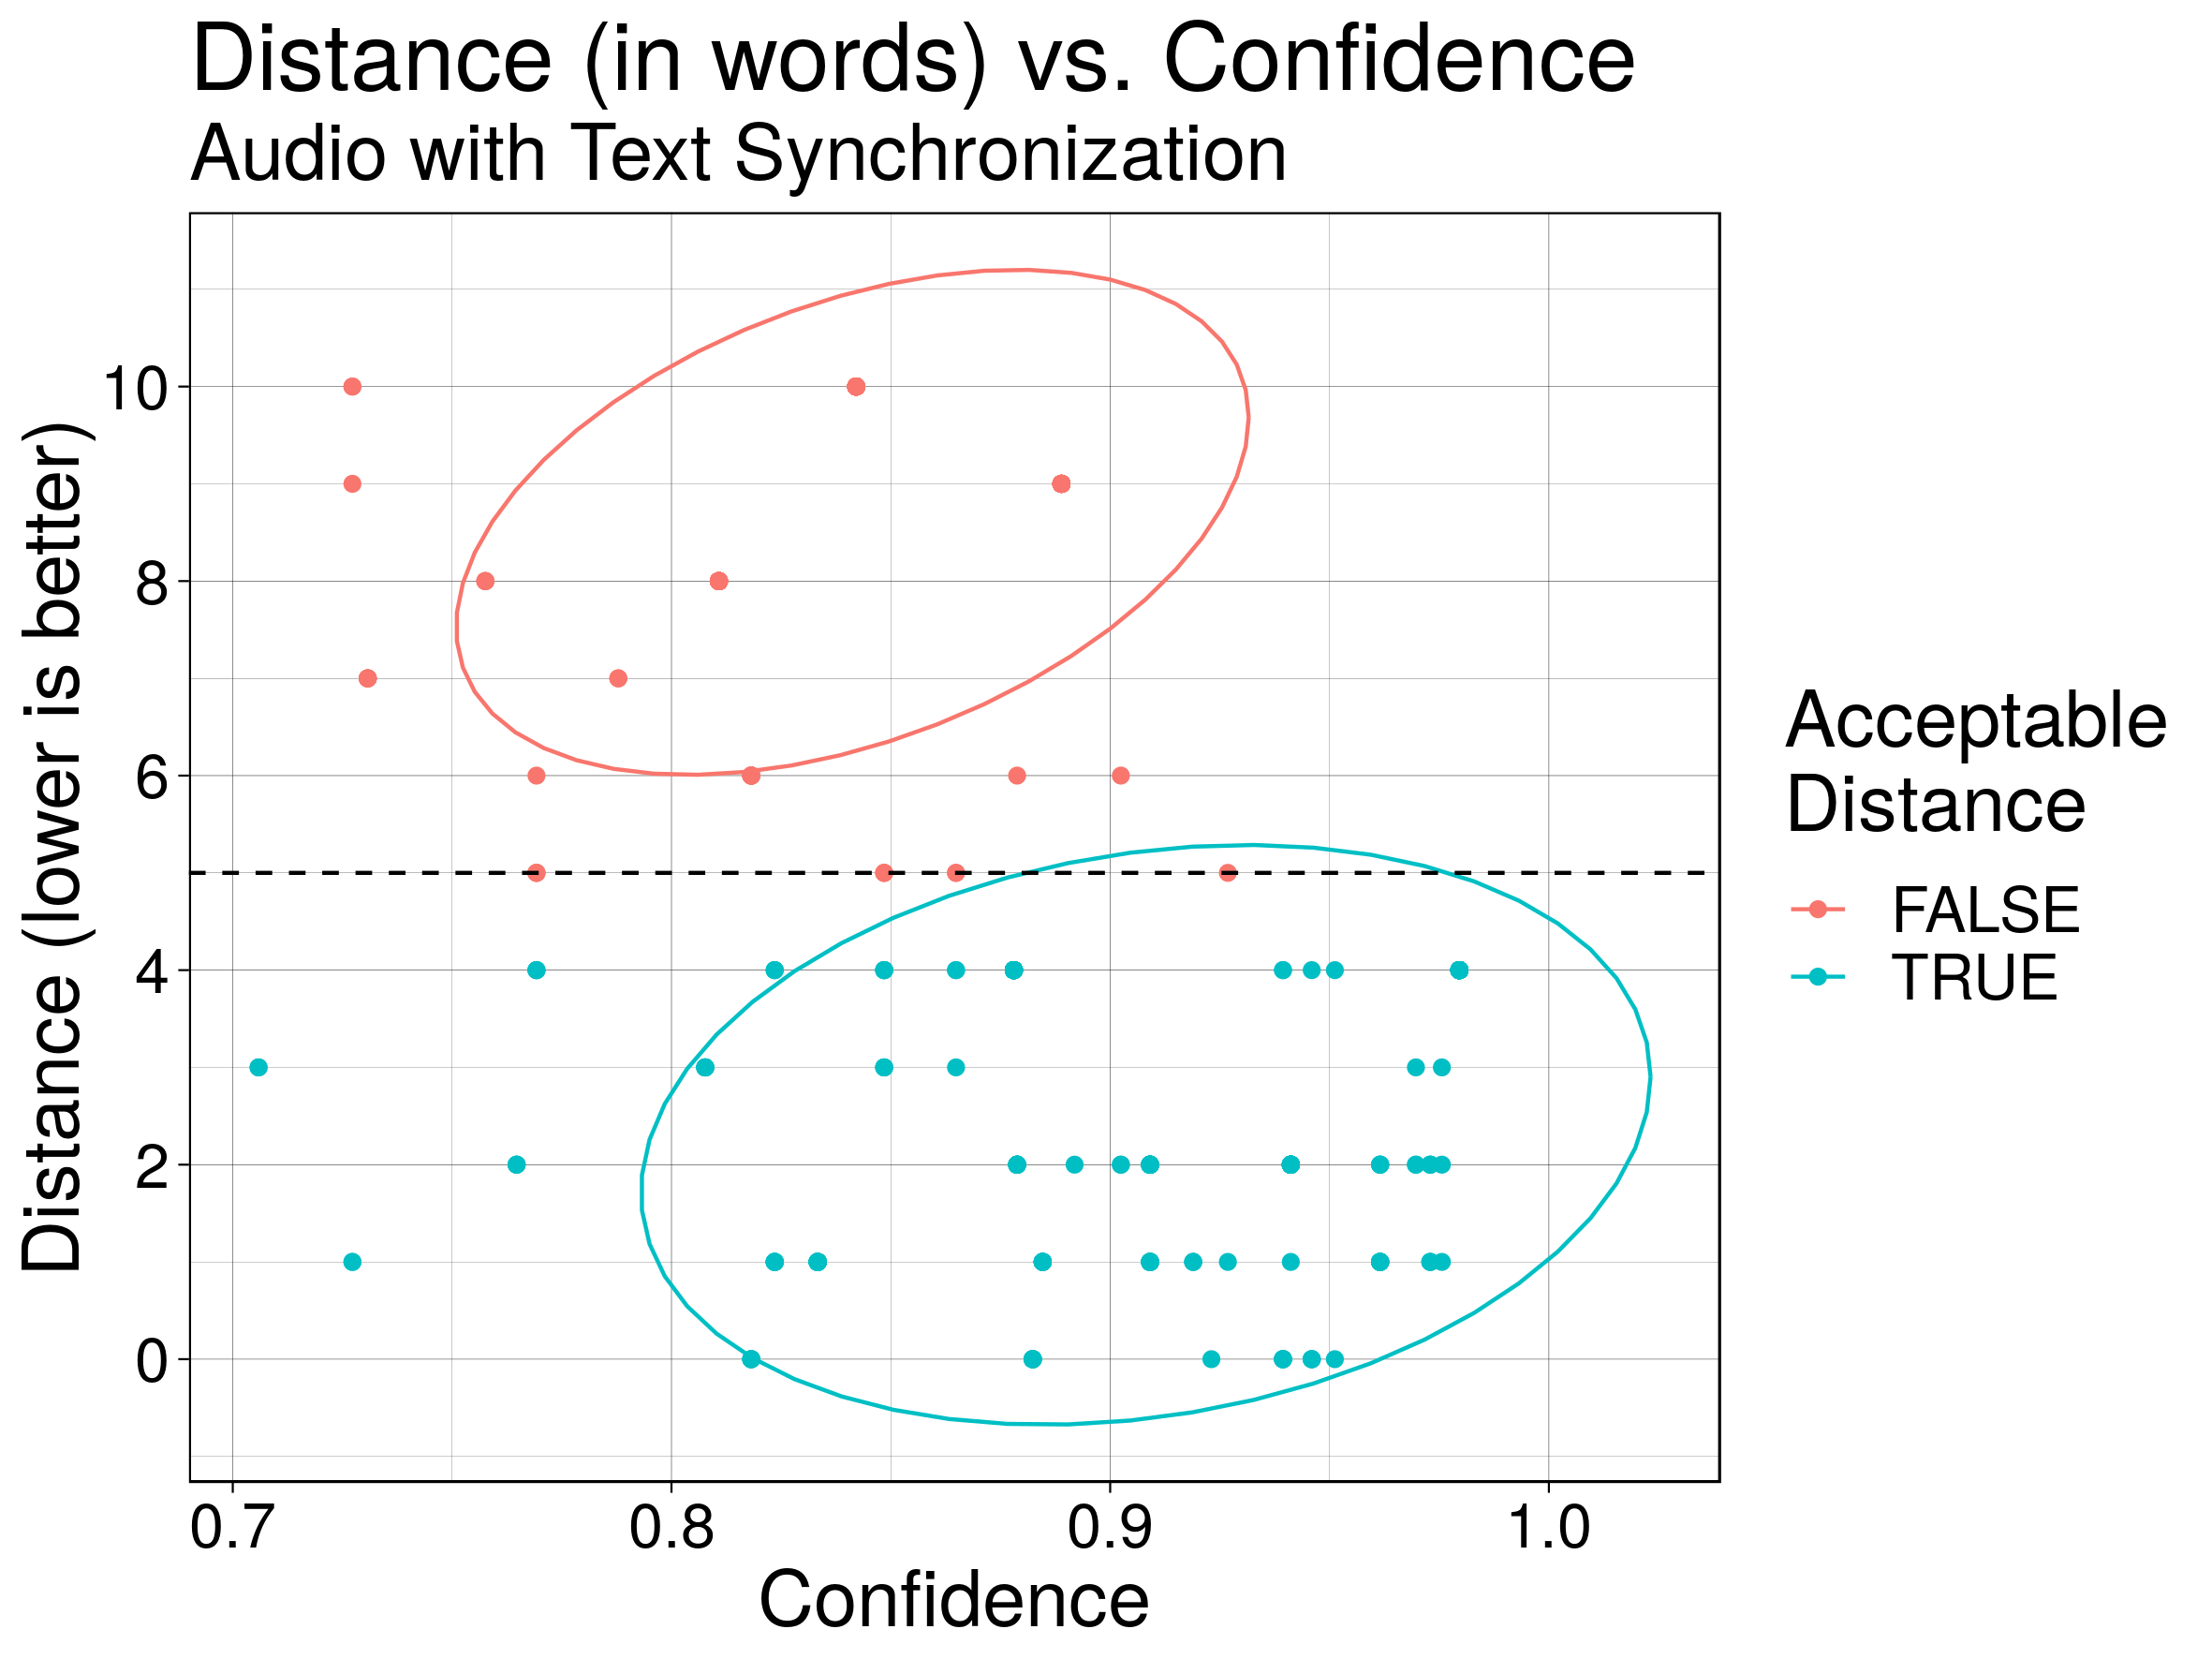 Distance (in words) vs. Confidence
Audio with Text Synchronization
Distance (lower is better)
10
8
6
4
2
0
0.7 0.8 0.9 1.0
Confidence
Acceptable
Distance
FALSE
TRUE